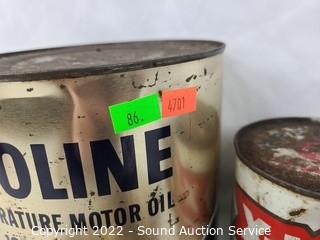 86.
4701
OLINE
RATURE MOTOR OIL
Copyright 2022 - Sound Auction Service